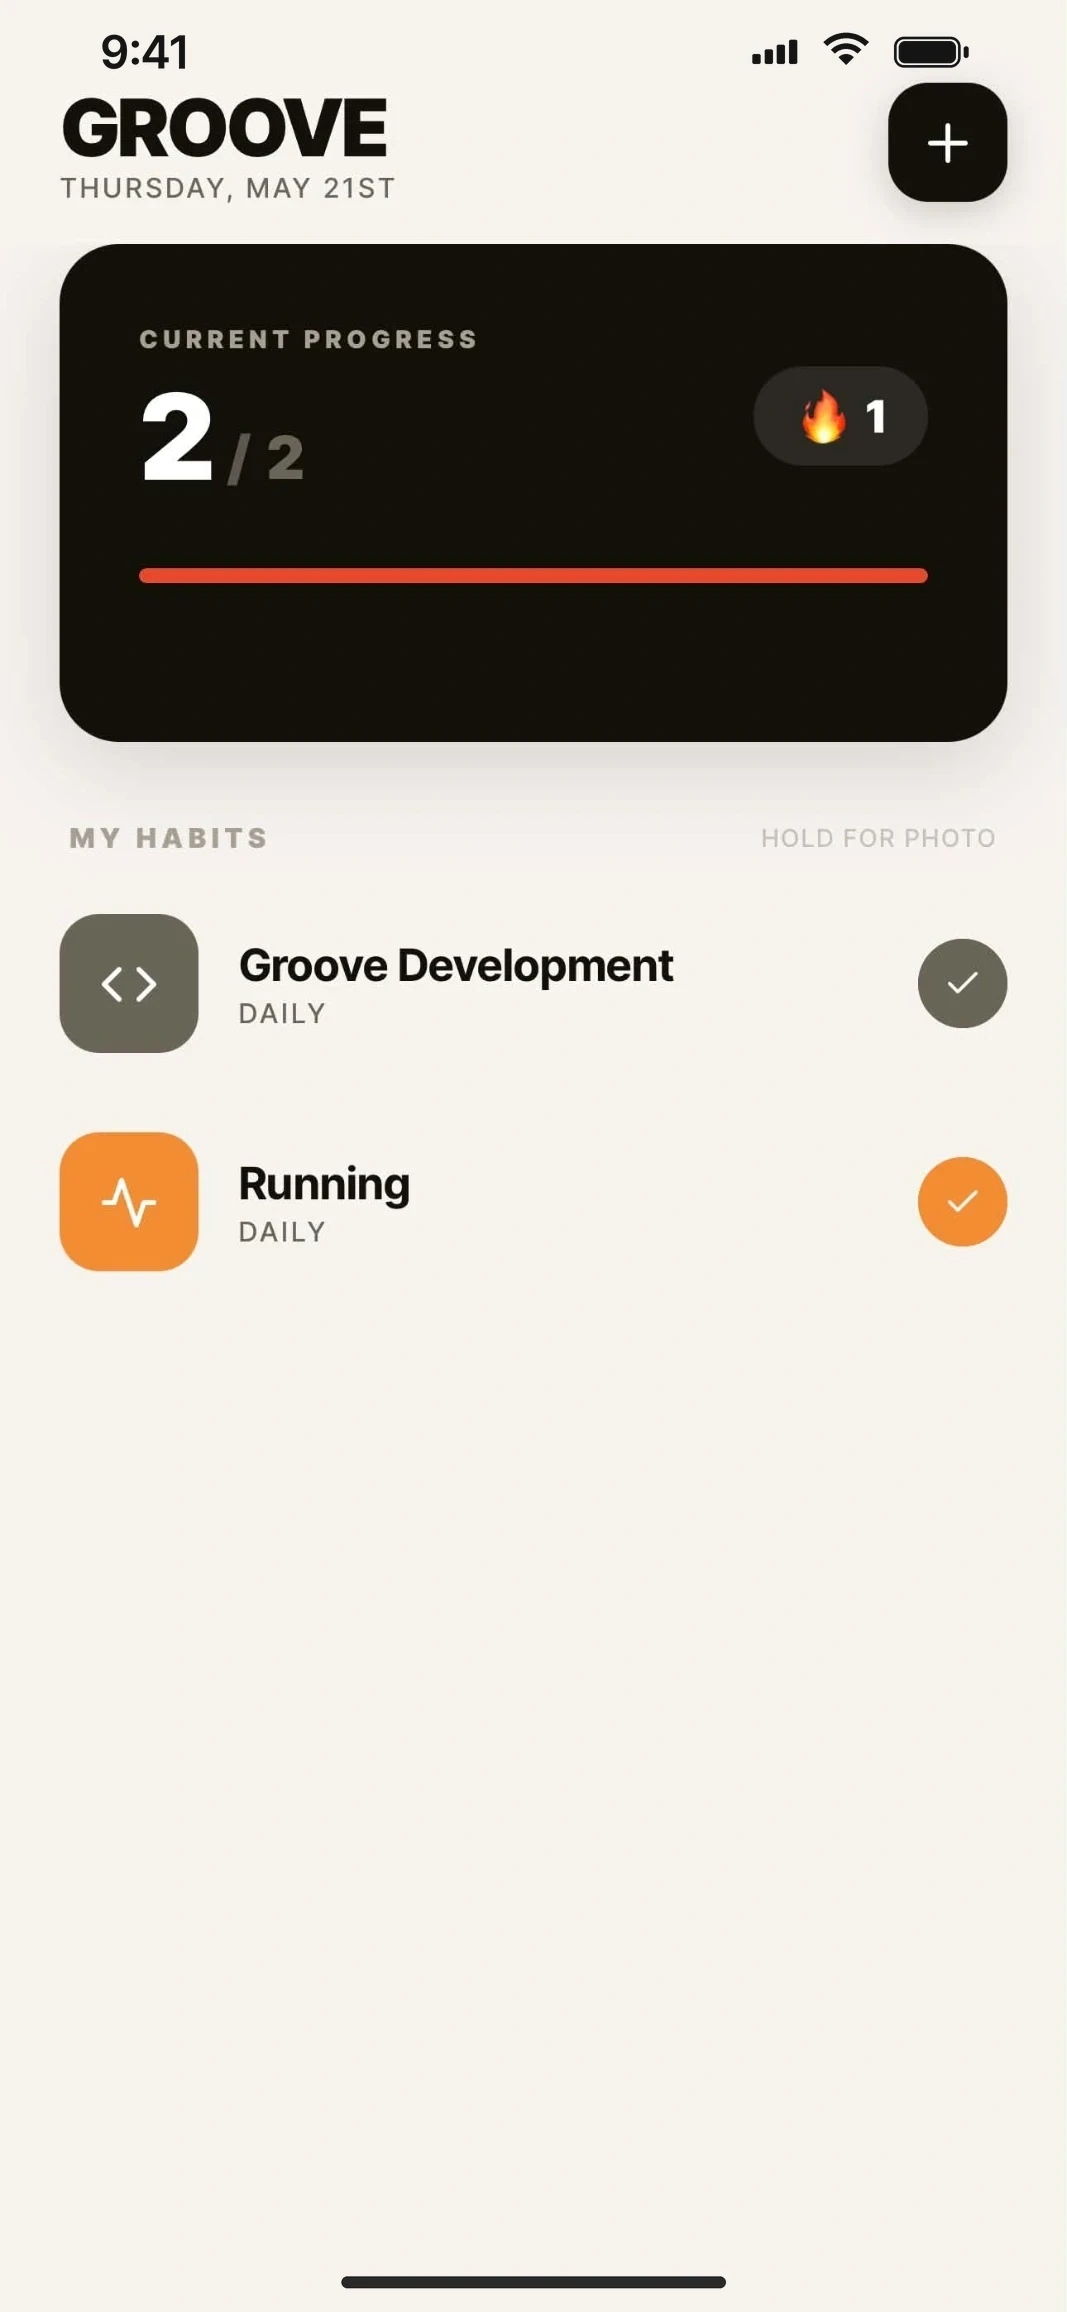 9:41
GROOVE
THURSDAY, MAY 21ST
CURRENT PROGRESS
2 / 2
🔥 1
MY HABITS
HOLD FOR PHOTO
Groove Development
DAILY
Running
DAILY